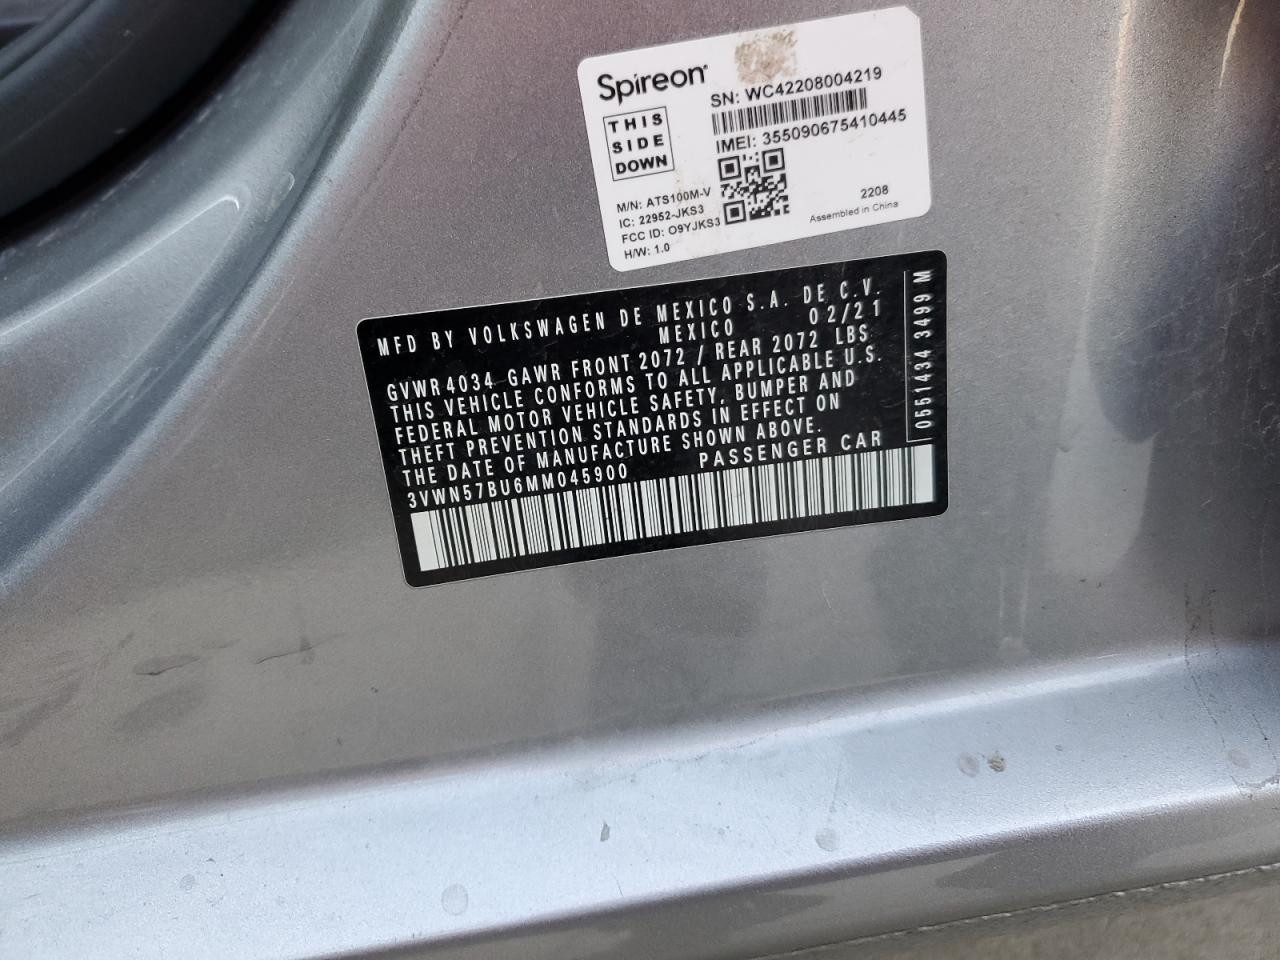 Spireon
SN: WC42208004219
THIS
SIDE
DOWN
IMEI: 355090675410445
M/N: ATS100M-V
IC: 22952-JKS3
FCC ID: O9YJKS3
H/W: 1.0
2208
Assembled in China
MFD BY VOLKSWAGEN DE MEXICO S.A. DE C.V.
MEXICO 02/21
GVWR 4034 GAWR FRONT 2072 / REAR 2072 LBS
THIS VEHICLE CONFORMS TO ALL APPLICABLE U.S.
FEDERAL MOTOR VEHICLE SAFETY, BUMPER AND
THEFT PREVENTION STANDARDS IN EFFECT ON
THE DATE OF MANUFACTURE SHOWN ABOVE.
3VWN57BU6MM045900 PASSENGER CAR
0551434 3499 M